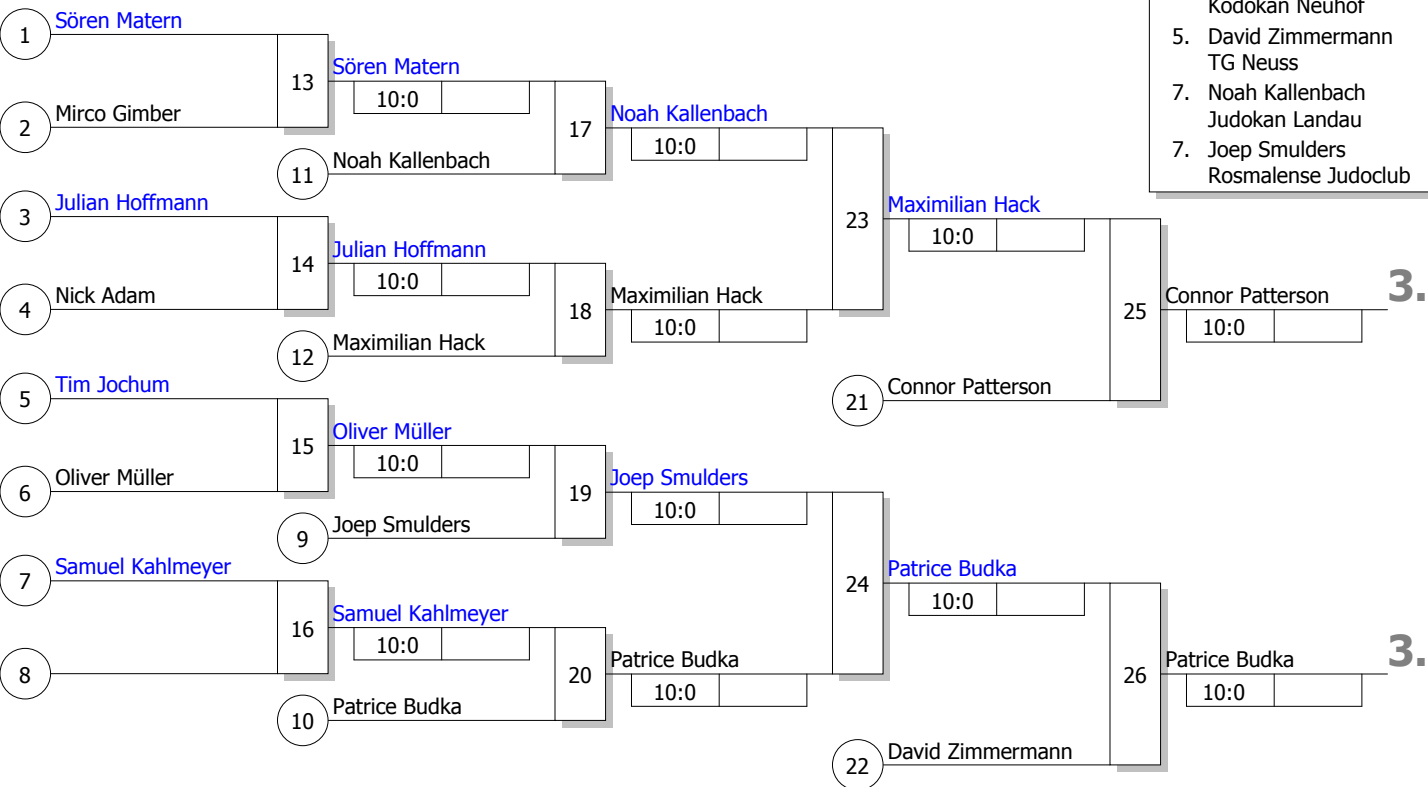 Kodokan Neuhof
5. David Zimmermann
TG Neuss
7. Noah Kallenbach
Judokan Landau
7. Joep Smulders
Rosmalense Judoclub
1 Sören Matern
13 Sören Matern
10:0
2 Mirco Gimber
17 Noah Kallenbach
10:0
11 Noah Kallenbach
3 Julian Hoffmann
23 Maximilian Hack
10:0
14 Julian Hoffmann
10:0
4 Nick Adam
18 Maximilian Hack
10:0
25 Connor Patterson 3.
10:0
12 Maximilian Hack
5 Tim Jochum
21 Connor Patterson
15 Oliver Müller
10:0
6 Oliver Müller
19 Joep Smulders
10:0
9 Joep Smulders
7 Samuel Kahlmeyer
24 Patrice Budka
10:0
16 Samuel Kahlmeyer
10:0
8
20 Patrice Budka
10:0
26 Patrice Budka 3.
10:0
10 Patrice Budka
22 David Zimmermann